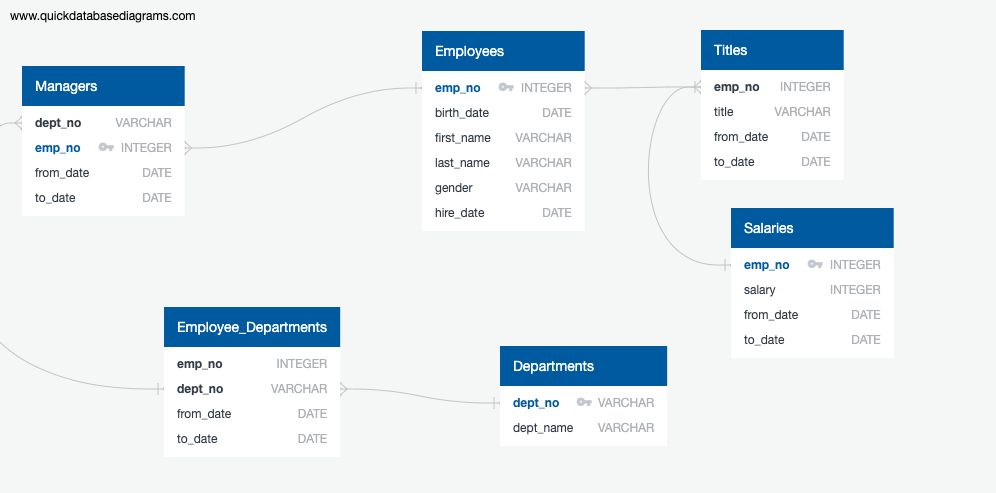 www.quickdatabasediagrams.com
Managers
dept_no VARCHAR
emp_no INTEGER
from_date DATE
to_date DATE
Employees
emp_no INTEGER
birth_date DATE
first_name VARCHAR
last_name VARCHAR
gender VARCHAR
hire_date DATE
Titles
emp_no INTEGER
title VARCHAR
from_date DATE
to_date DATE
Salaries
emp_no INTEGER
salary INTEGER
from_date DATE
to_date DATE
Employee_Departments
emp_no INTEGER
dept_no VARCHAR
from_date DATE
to_date DATE
Departments
dept_no VARCHAR
dept_name VARCHAR